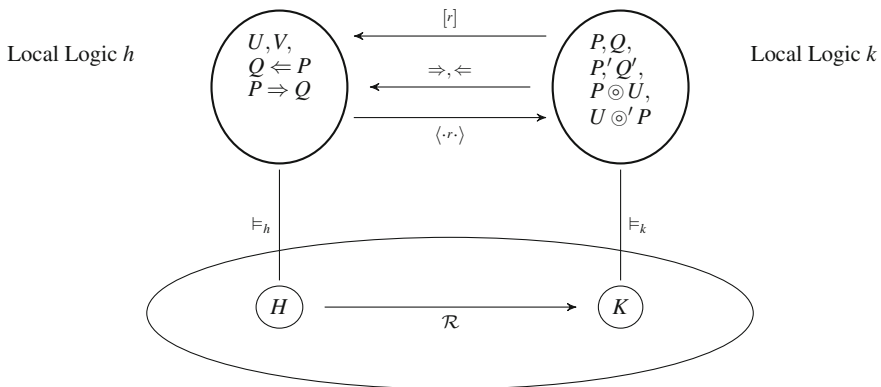 [r]
Local Logic h
U, V,
Q ⇐ P
P ⇒ Q
⇒, ⇐
⟨·r·⟩
P, Q,
P,′ Q′,
P ⊚ U,
U ⊚′ P
Local Logic k
⊨h
⊨k
H
R
K